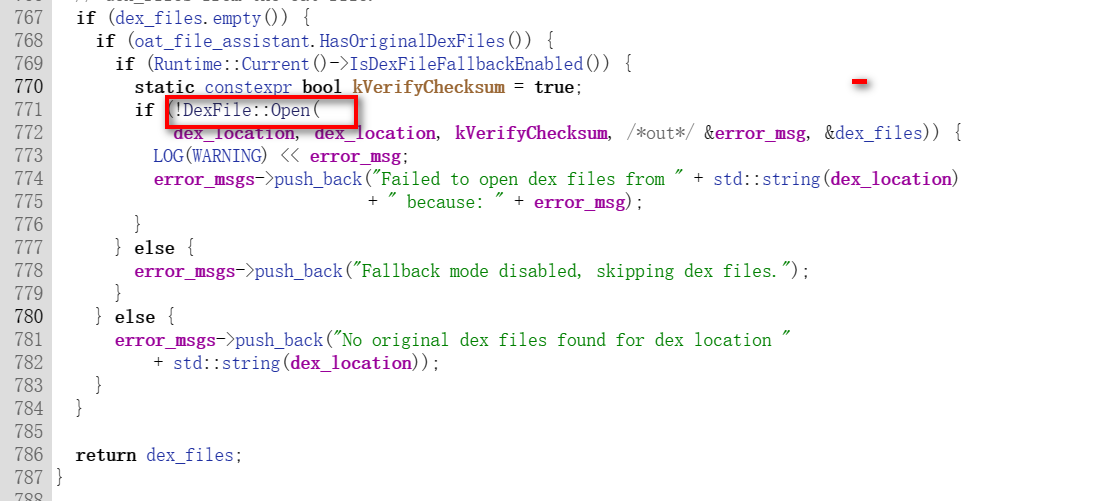 767 if (dex_files.empty()) {
768 if (oat_file_assistant.HasOriginalDexFiles()) {
769 if (Runtime::Current()->IsDexFileFallbackEnabled()) {
770 static constexpr bool kVerifyChecksum = true;
771 if (!DexFile::Open(
772 dex_location, dex_location, kVerifyChecksum, /*out*/ &error_msg, &dex_files)) {
773 LOG(WARNING) << error_msg;
774 error_msgs->push_back("Failed to open dex files from " + std::string(dex_location)
775 + " because: " + error_msg);
776 }
777 } else {
778 error_msgs->push_back("Fallback mode disabled, skipping dex files.");
779 }
780 } else {
781 error_msgs->push_back("No original dex files found for dex location "
782 + std::string(dex_location));
783 }
784 }
785
786 return dex_files;
787 }